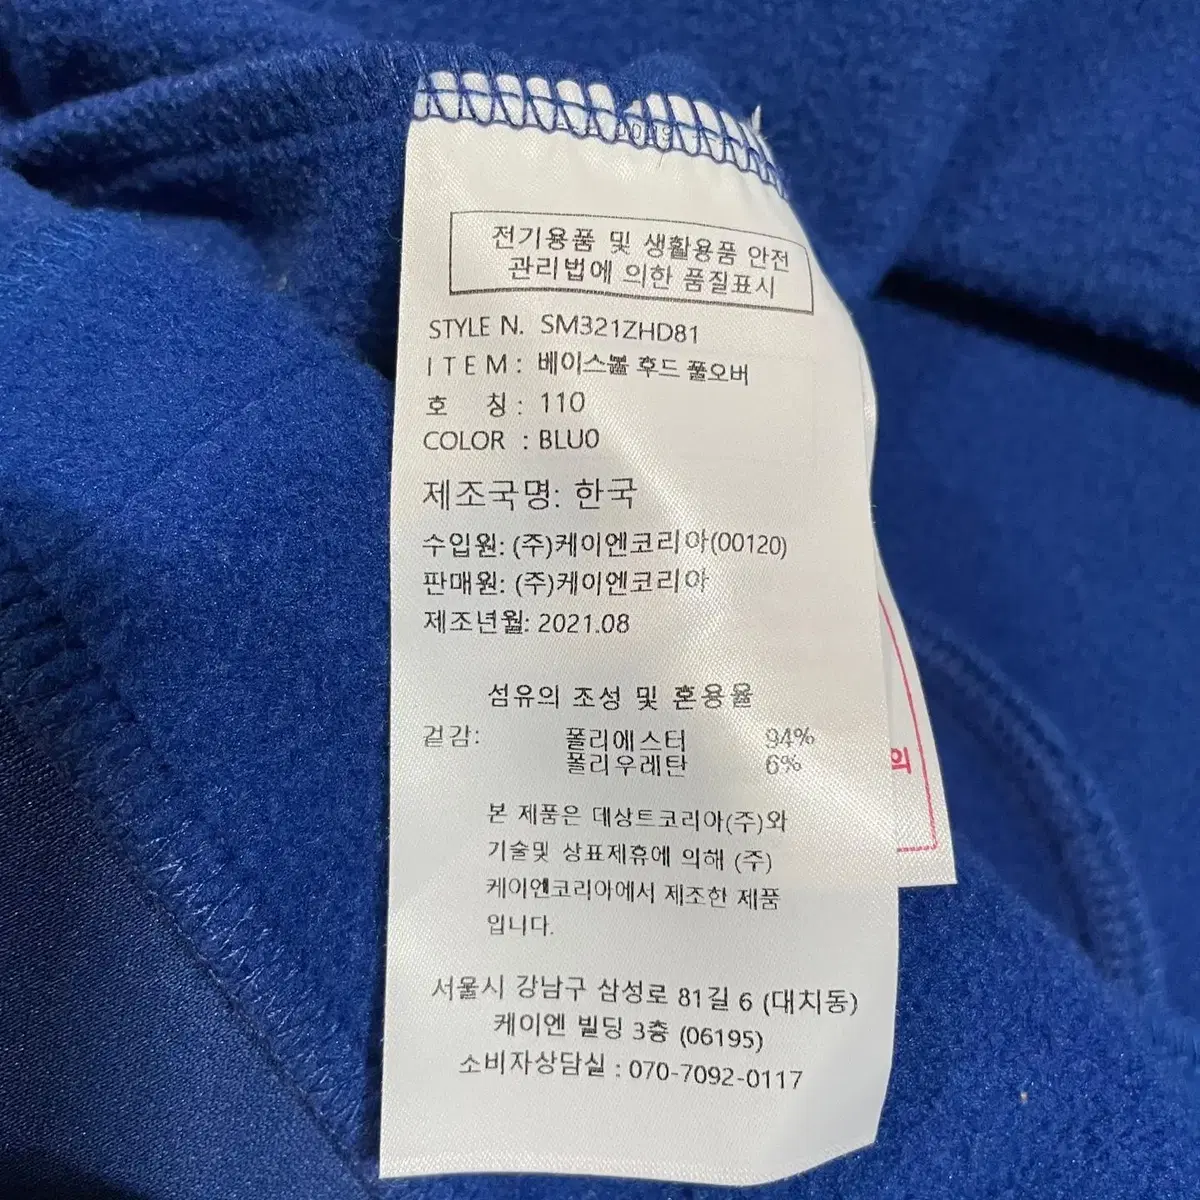 전기용품 및 생활용품 안전
관리법에 의한 품질표시
STYLE N. SM321ZHD81
ITEM : 베이스볼 후드 풀오버
호 칭 : 110
COLOR : BLU0
제조국명: 한국
수입원: (주)케이엔코리아(00120)
판매원: (주)케이엔코리아
제조년월: 2021.08
섬유의 조성 및 혼용율
겉감: 폴리에스터 94%
폴리우레탄 6%
본 제품은 데상트코리아(주)와
기술및 상표제휴에 의해 (주)
케이엔코리아에서 제조한 제품
입니다.
서울시 강남구 삼성로 81길 6 (대치동)
케이엔 빌딩 3층 (06195)
소비자상담실 : 070-7092-0117
의